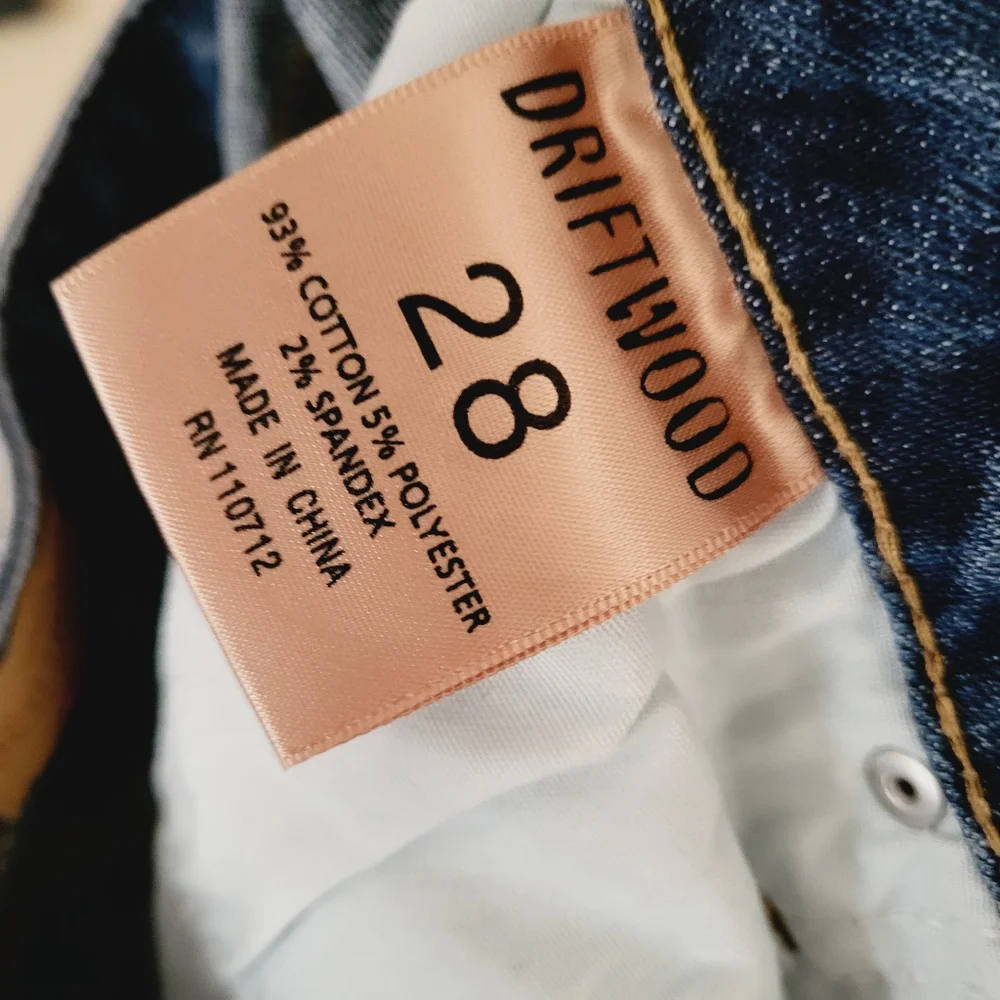 DRIFTWOOD
28
93% COTTON 5% POLYESTER
2% SPANDEX
MADE IN CHINA
RN 110712